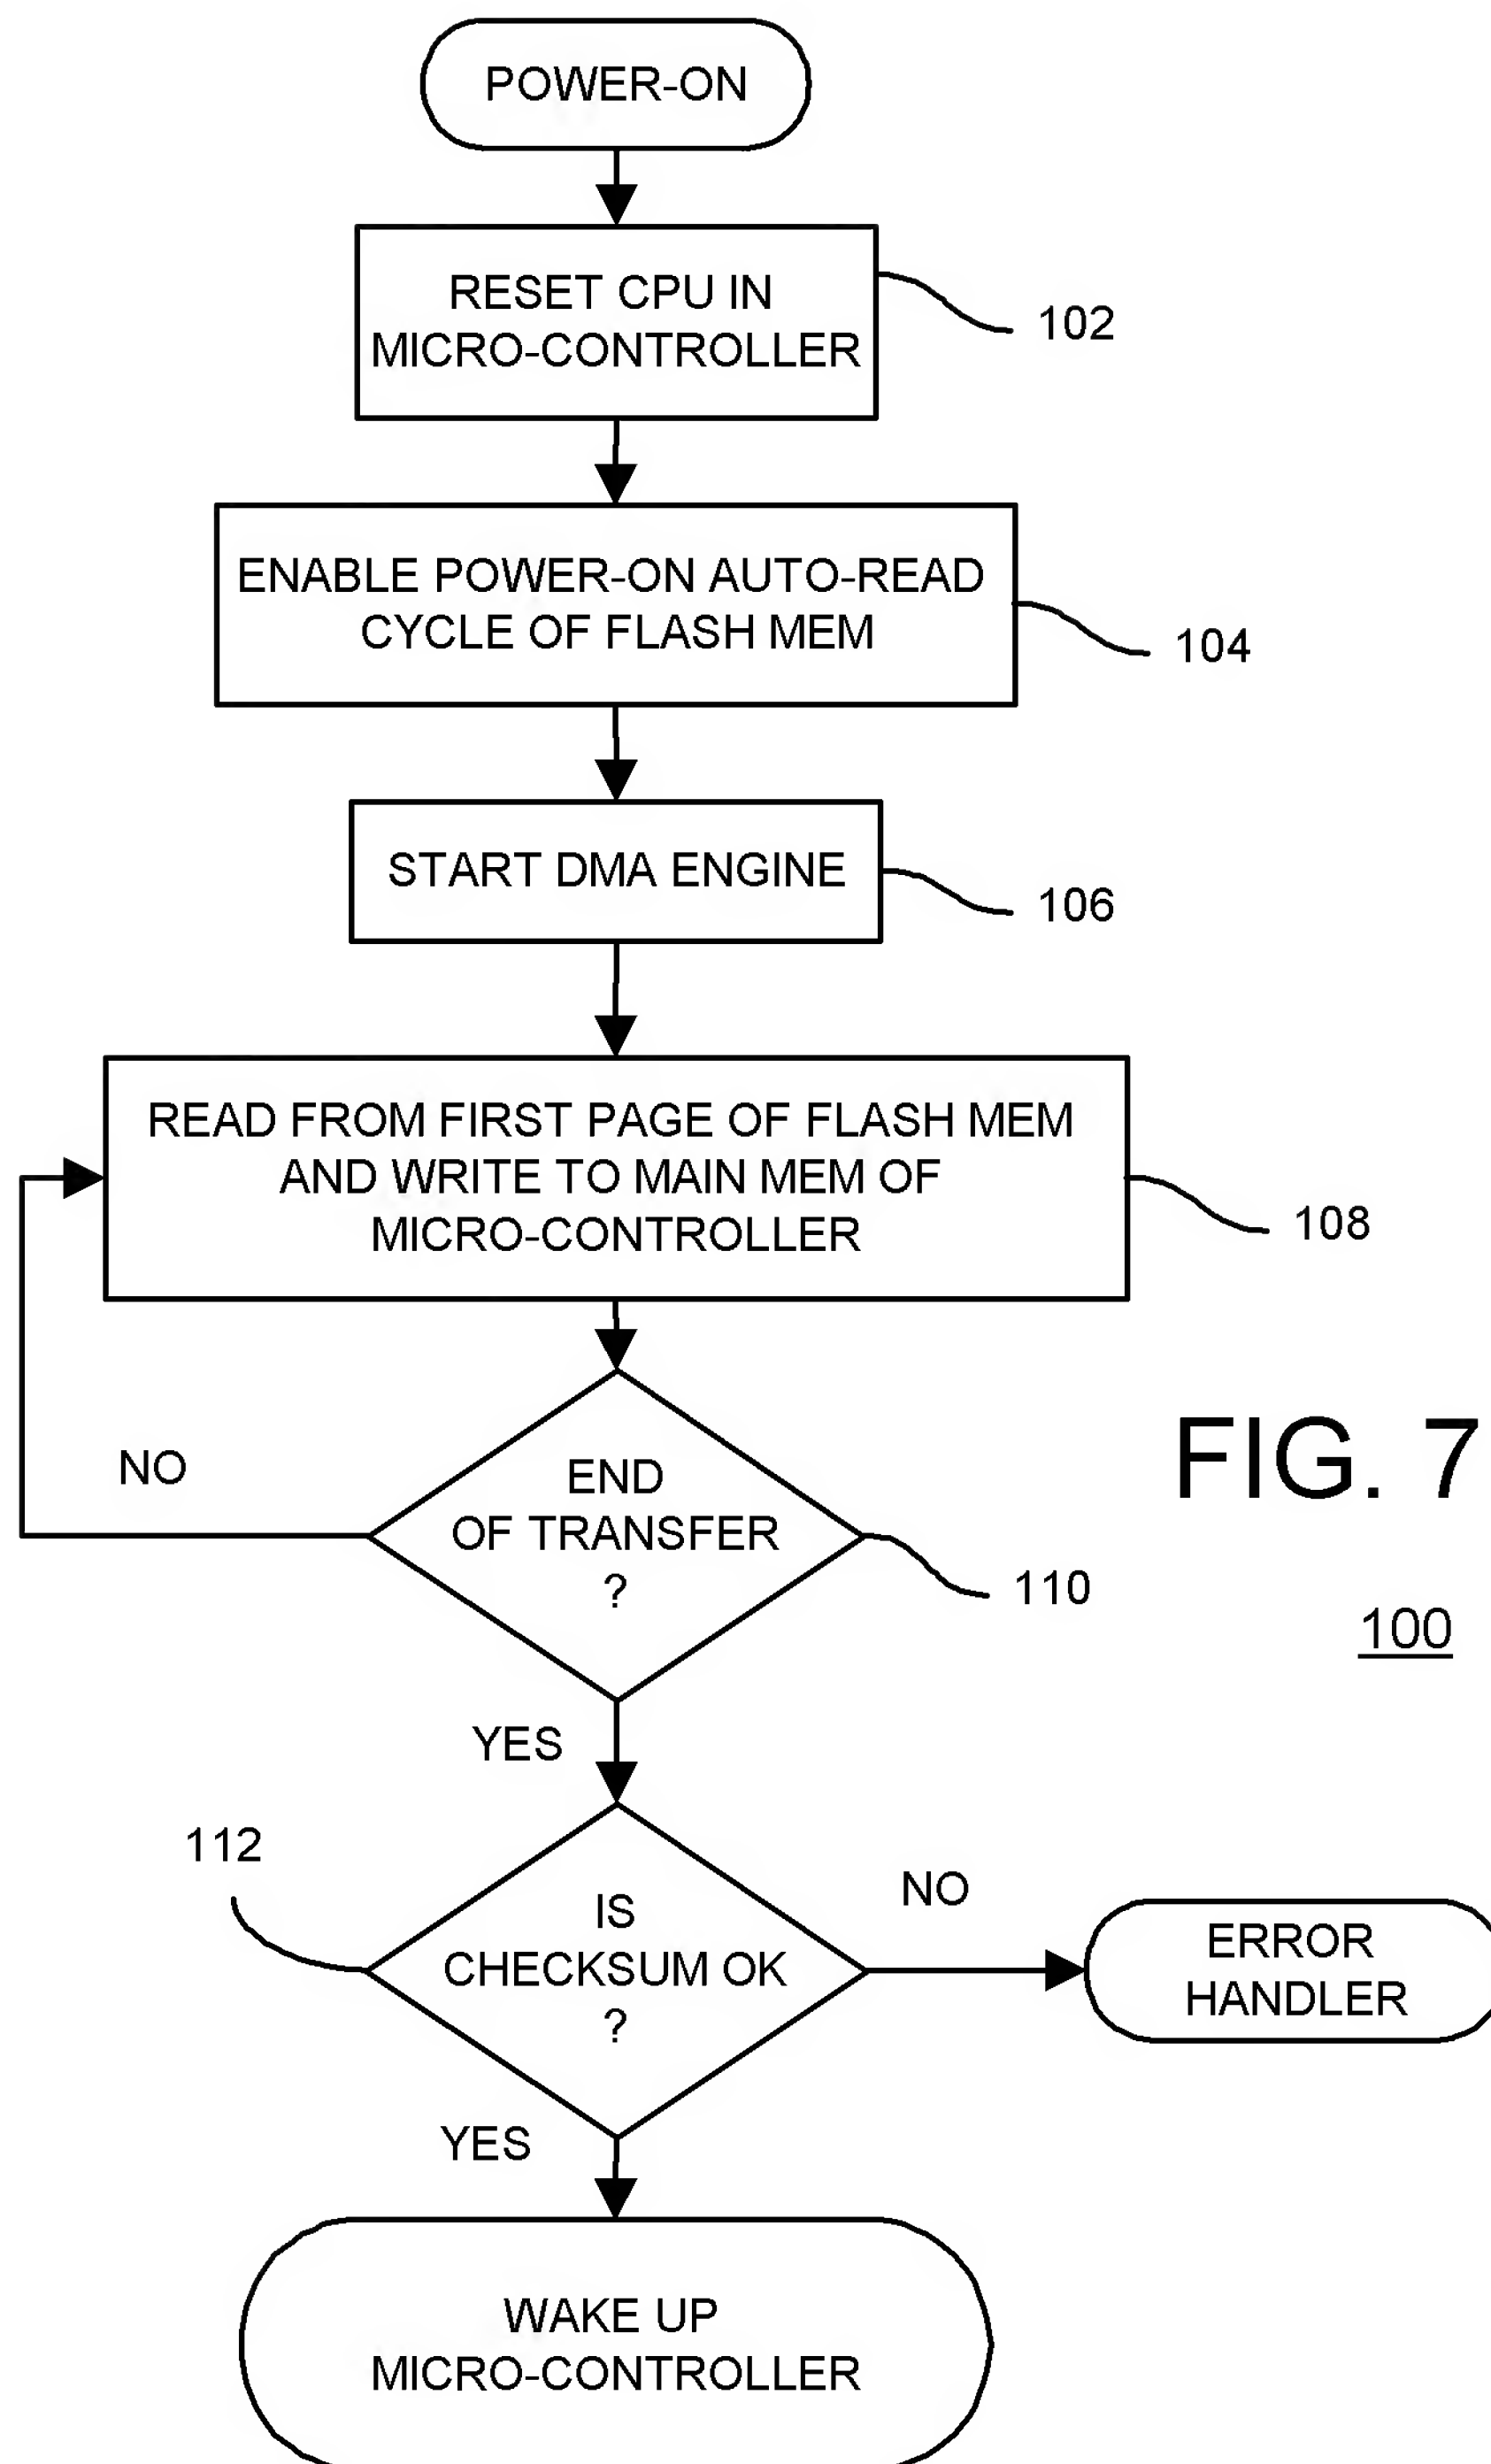 POWER-ON
RESET CPU IN
MICRO-CONTROLLER
102
ENABLE POWER-ON AUTO-READ
CYCLE OF FLASH MEM
104
START DMA ENGINE
106
READ FROM FIRST PAGE OF FLASH MEM
AND WRITE TO MAIN MEM OF
MICRO-CONTROLLER
108
NO
END
OF TRANSFER
?
110
FIG. 7
100
YES
112
IS
CHECKSUM OK
?
NO
ERROR
HANDLER
YES
WAKE UP
MICRO-CONTROLLER